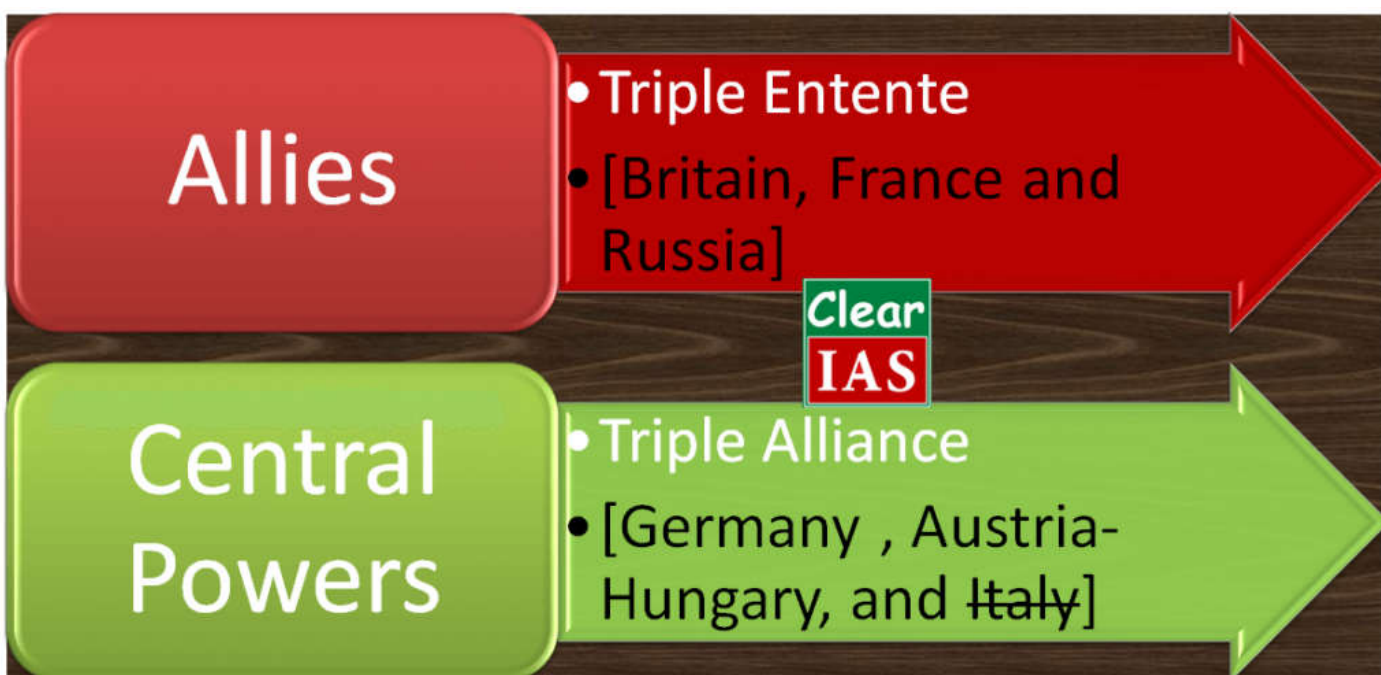 Allies
• Triple Entente
• [Britain, France and
Russia]
Clear
IAS
Central
Powers
• Triple Alliance
• [Germany , Austria-
Hungary, and Italy]